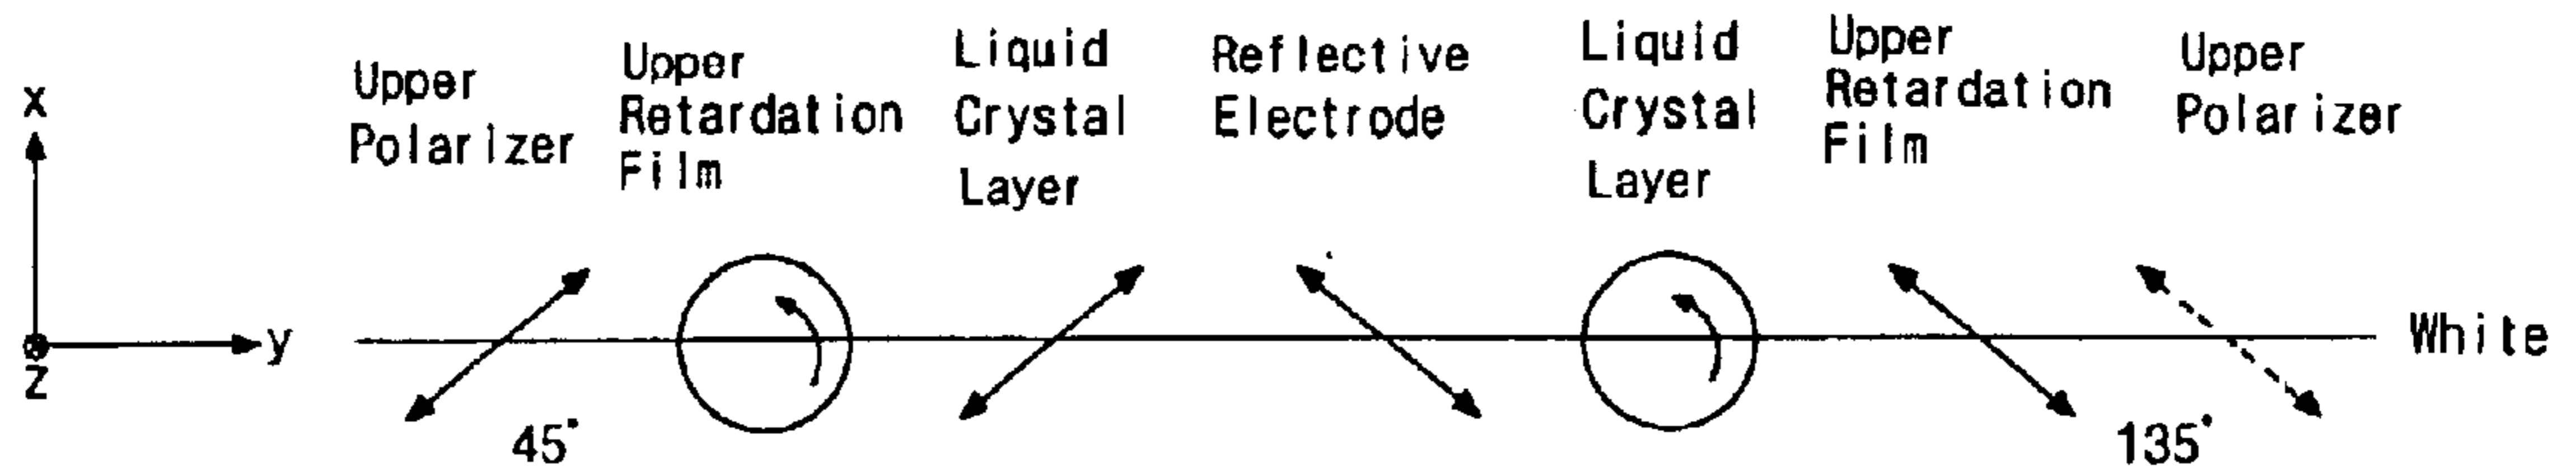 x
y
z
Upper
Polarizer
Upper
Retardation
Film
Liquid
Crystal
Layer
Reflective
Electrode
Liquid
Crystal
Layer
Upper
Retardation
Film
Upper
Polarizer
White
45°
135°